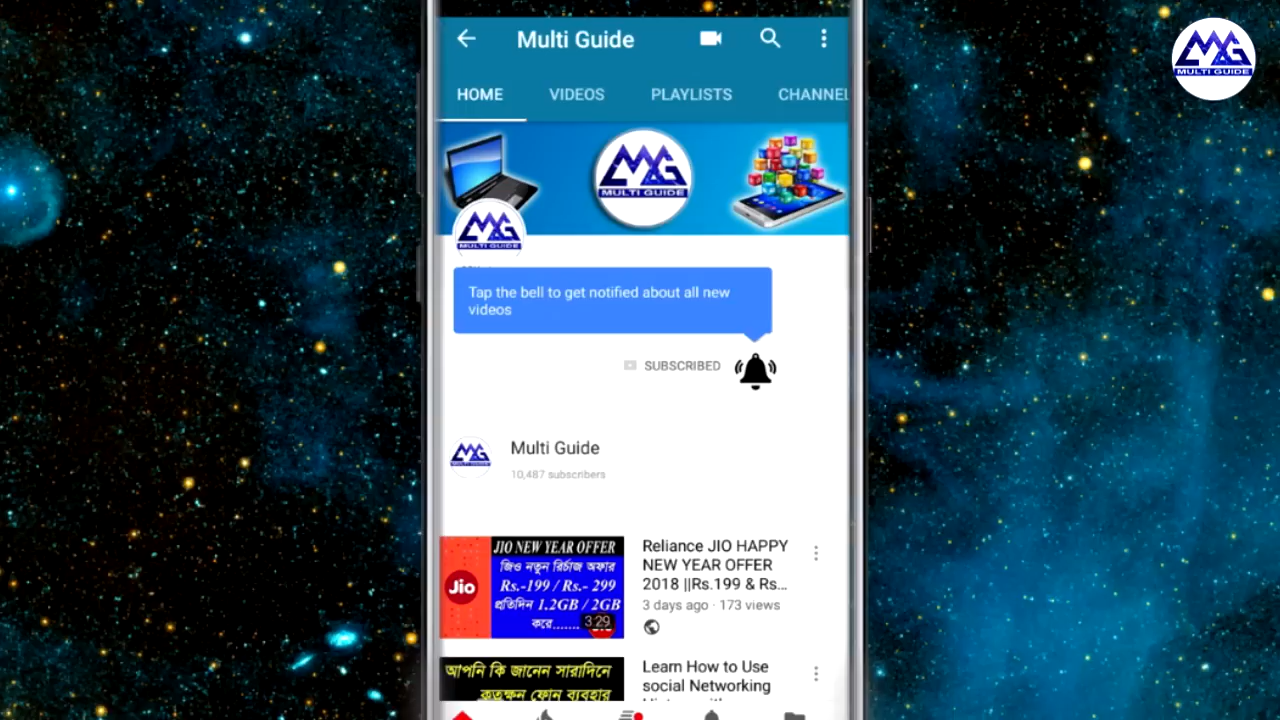 Multi Guide
HOME VIDEOS PLAYLISTS CHANNEL
MULTI GUIDE
MULTI GUIDE
MULTI GUIDE
Tap the bell to get notified about all new
videos
SUBSCRIBED
Multi Guide
10,487 subscribers
JIO NEW YEAR OFFER
জিও নতুন রির্চাজ অফার
Jio
Rs.-199 / Rs.- 299
প্রতিদিন 1.2GB / 2GB
করে.......
3:29
Reliance JIO HAPPY
NEW YEAR OFFER
2018 ||Rs.199 & Rs...
3 days ago · 173 views
আপনি কি জানেন সারাদিনে
কতক্ষন ফোন ব্যবহার
Learn How to Use
social Networking